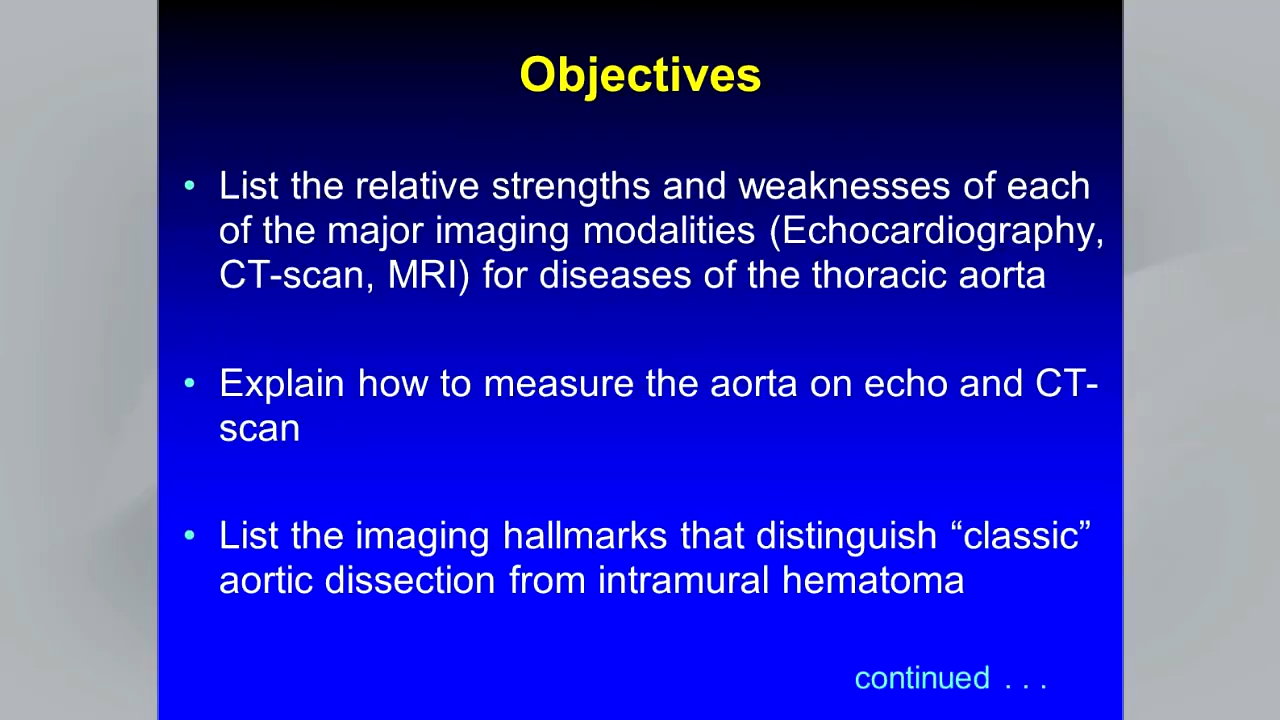 Objectives
• List the relative strengths and weaknesses of each
of the major imaging modalities (Echocardiography,
CT-scan, MRI) for diseases of the thoracic aorta
• Explain how to measure the aorta on echo and CT-
scan
• List the imaging hallmarks that distinguish “classic”
aortic dissection from intramural hematoma
continued . . .